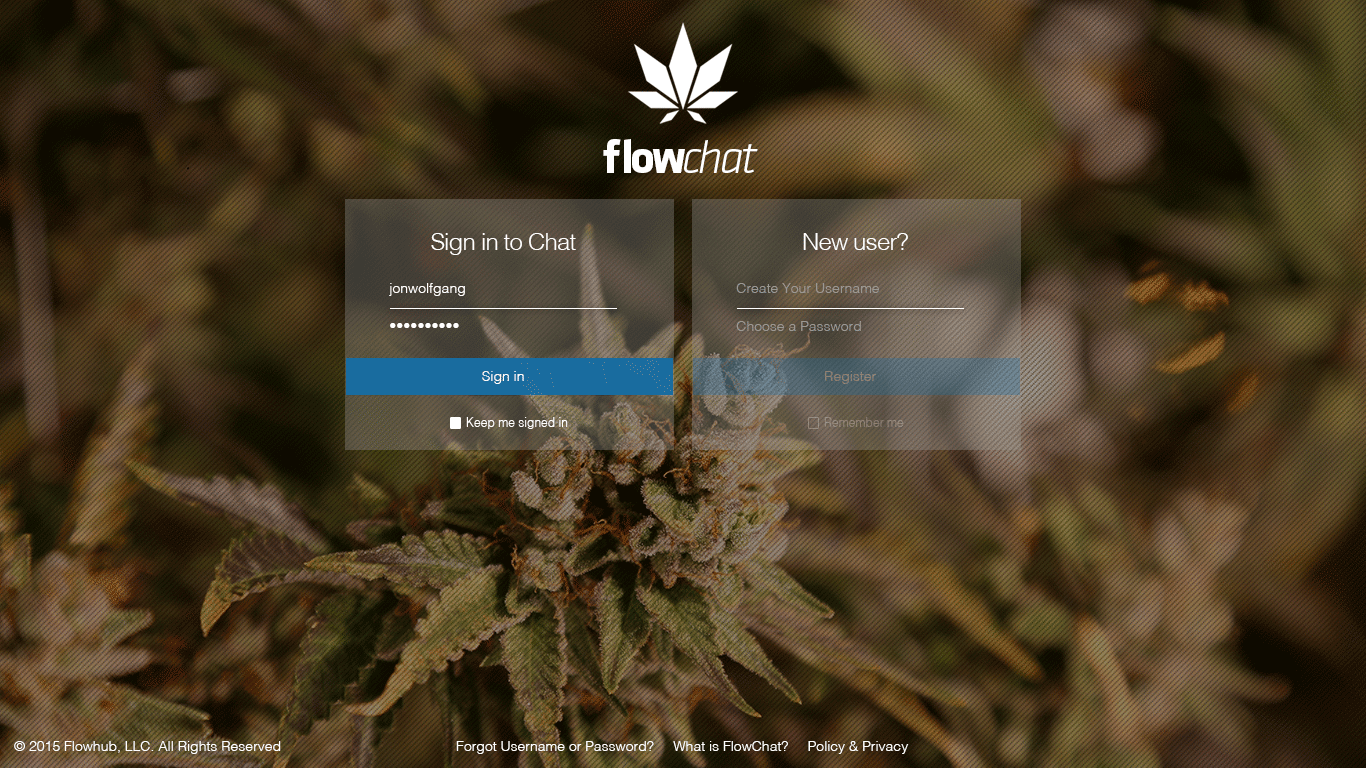 flowchat
Sign in to Chat
jonwolfgang
••••••••••
Sign in
Keep me signed in
New user?
Create Your Username
Choose a Password
Register
Remember me
© 2015 Flowhub, LLC. All Rights Reserved
Forgot Username or Password?
What is FlowChat?
Policy & Privacy